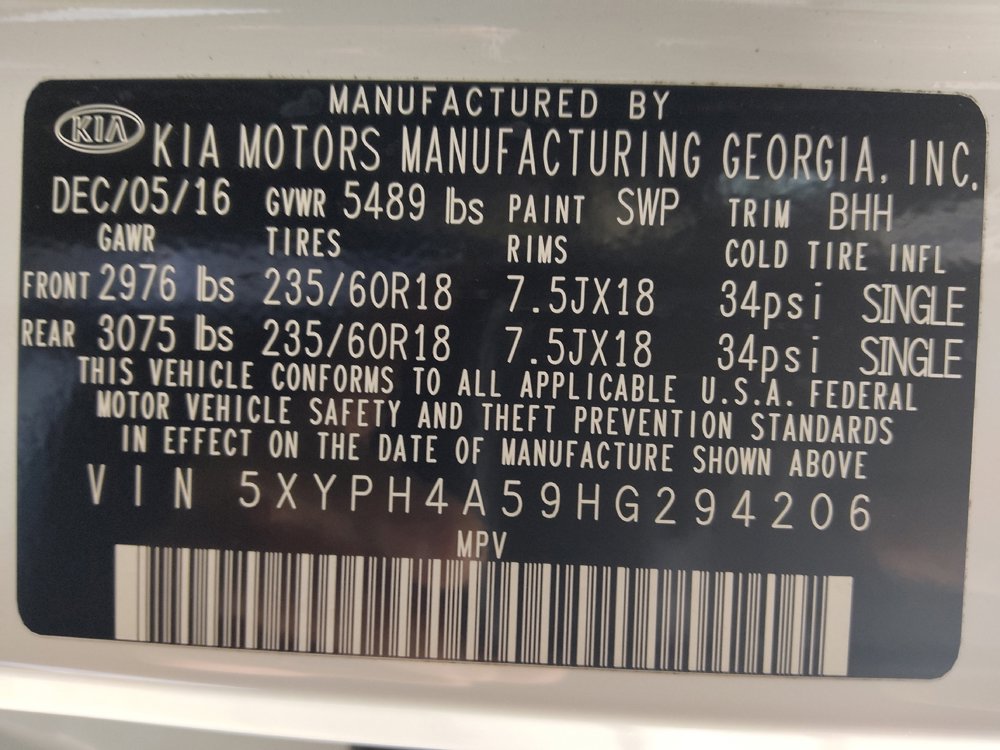 MANUFACTURED BY
KIA KIA MOTORS MANUFACTURING GEORGIA, INC.
DEC/05/16 GVWR 5489 lbs PAINT SWP TRIM BHH
GAWR TIRES RIMS COLD TIRE INFL
FRONT 2976 lbs 235/60R18 7.5JX18 34psi SINGLE
REAR 3075 lbs 235/60R18 7.5JX18 34psi SINGLE
THIS VEHICLE CONFORMS TO ALL APPLICABLE U.S.A. FEDERAL
MOTOR VEHICLE SAFETY AND THEFT PREVENTION STANDARDS
IN EFFECT ON THE DATE OF MANUFACTURE SHOWN ABOVE
VIN 5XYPH4A59HG294206
MPV